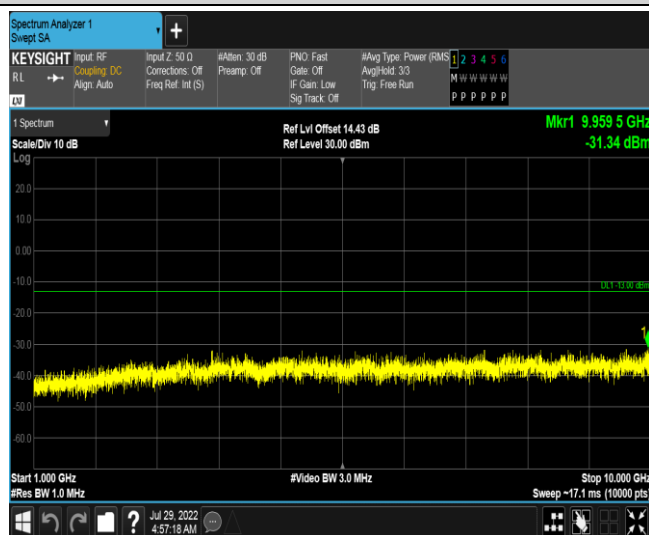 Spectrum Analyzer 1
Swept SA
+
KEYSIGHT
RL
LXI
Input: RF
Coupling: DC
Align: Auto
Input Z: 50 Ω
Corrections: Off
Freq Ref: Int (S)
#Atten: 30 dB
Preamp: Off
PNO: Fast
Gate: Off
IF Gain: Low
Sig Track: Off
#Avg Type: Power (RMS
Avg|Hold: 3/3
Trig: Free Run
1 2 3 4 5 6
M W W W W W
P P P P P P
1 Spectrum
Scale/Div 10 dB
Log
Ref Lvl Offset 14.43 dB
Ref Level 30.00 dBm
Mkr1 9.959 5 GHz
-31.34 dBm
20.0
10.0
0.00
-10.0
DL1 -13.00 dBm
-20.0
-30.0
1
-40.0
-50.0
-60.0
Start 1.000 GHz
#Video BW 3.0 MHz
Stop 10.000 GHz
#Res BW 1.0 MHz
Sweep ~17.1 ms (10000 pts)
?
Jul 29, 2022
4:57:18 AM